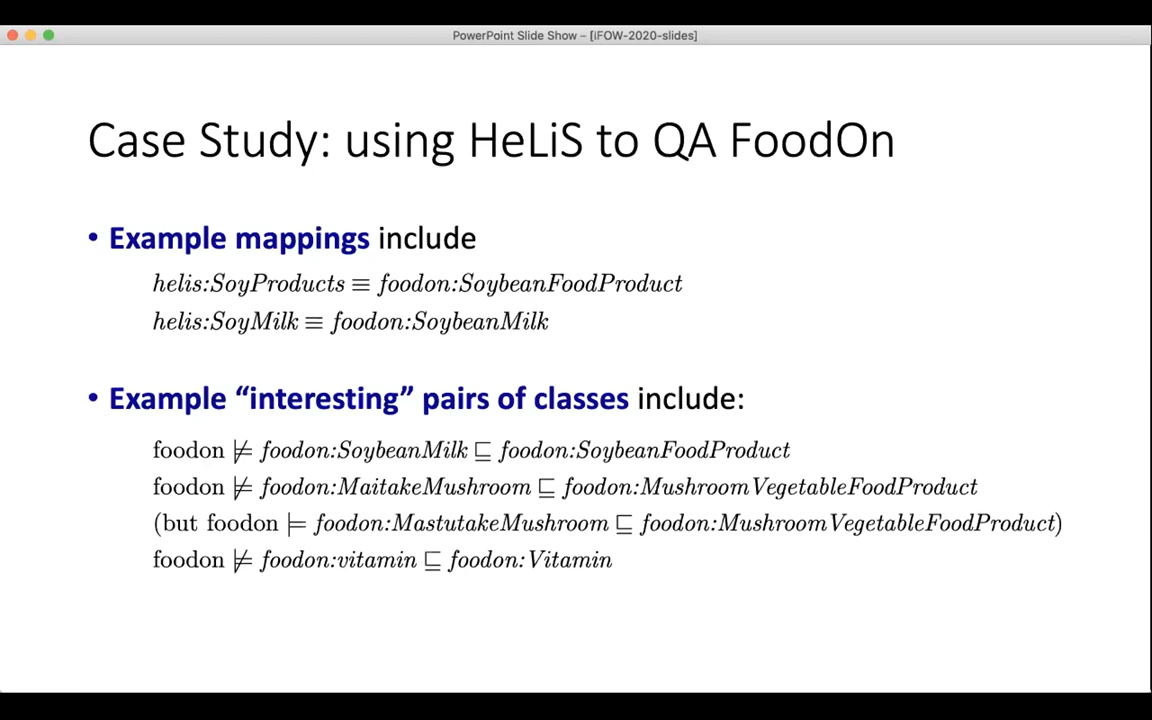 PowerPoint Slide Show – [iFOW-2020-slides]
Case Study: using HeLiS to QA FoodOn
• Example mappings include
helis:SoyProducts ≡ foodon:SoybeanFoodProduct
helis:SoyMilk ≡ foodon:SoybeanMilk
• Example “interesting” pairs of classes include:
foodon ⊭ foodon:SoybeanMilk ⊑ foodon:SoybeanFoodProduct
foodon ⊭ foodon:MaitakeMushroom ⊑ foodon:MushroomVegetableFoodProduct
(but foodon ⊨ foodon:MastutakeMushroom ⊑ foodon:MushroomVegetableFoodProduct)
foodon ⊭ foodon:vitamin ⊑ foodon:Vitamin